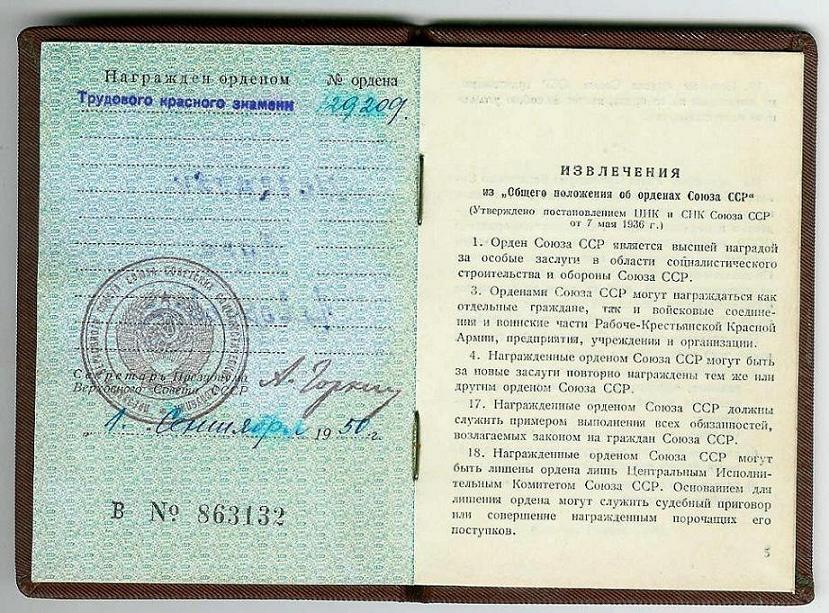 Награжден орденом № ордена
Трудового красного знамени 29209.
Секретарь Президиума
Верховного Совета СССР А. Горкин
„1. Сентября 1950 г.
В № 863132
ИЗВЛЕЧЕНИЯ
из „Общего положения об орденах Союза ССР“
(Утверждено постановлением ЦИК и СНК Союза ССР
от 7 мая 1936 г.)
1. Орден Союза ССР является высшей наградой
за особые заслуги в области социалистического
строительства и обороны Союза ССР.
3. Орденами Союза ССР могут награждаться как
отдельные граждане, так и войсковые соедине-
ния и воинские части Рабоче-Крестьянской Красной
Армии, предприятия, учреждения и организации.
4. Награжденные орденом Союза ССР могут быть
за новые заслуги повторно награждены тем же или
другим орденом Союза ССР.
17. Награжденные орденом Союза ССР должны
служить примером выполнения всех обязанностей,
возлагаемых законом на граждан Союза ССР.
18. Награжденные орденом Союза ССР могут
быть лишены ордена лишь Центральным Исполни-
тельным Комитетом Союза ССР. Основанием для
лишения ордена могут служить судебный приговор
или совершение награжденным порочащих его
поступков.
5